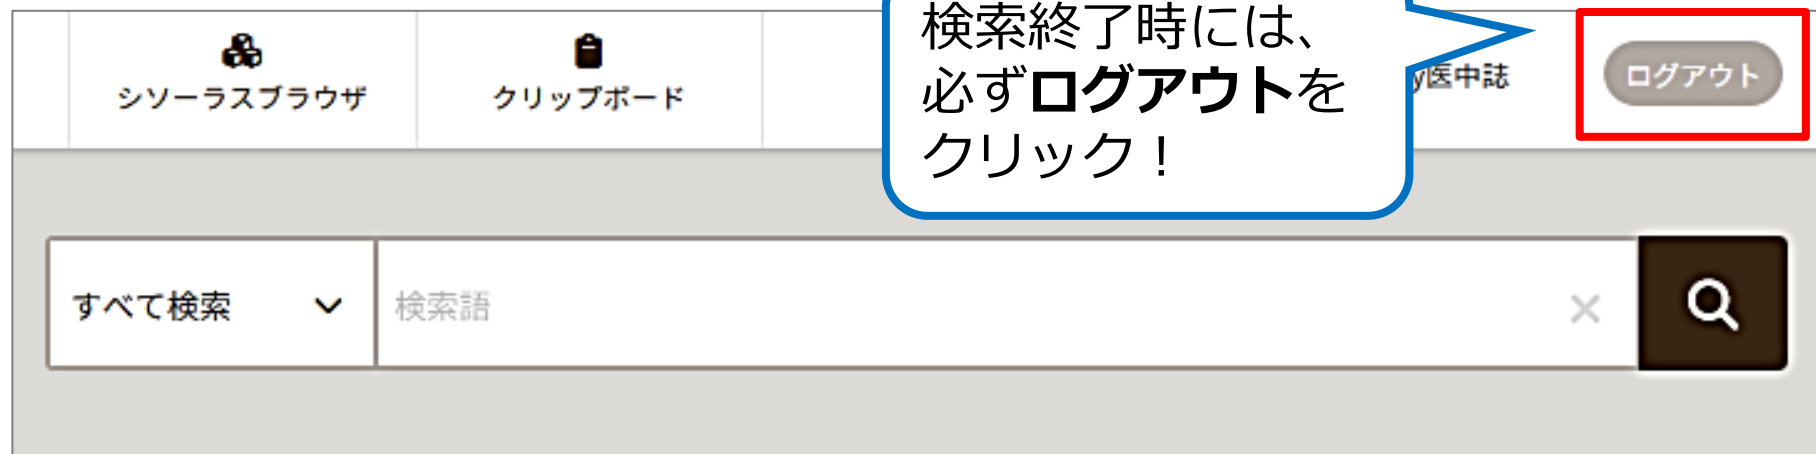 シソーラスブラウザ
クリップボード
検索終了時には、
必ずログアウトを
クリック！
y医中誌
ログアウト
すべて検索
検索語